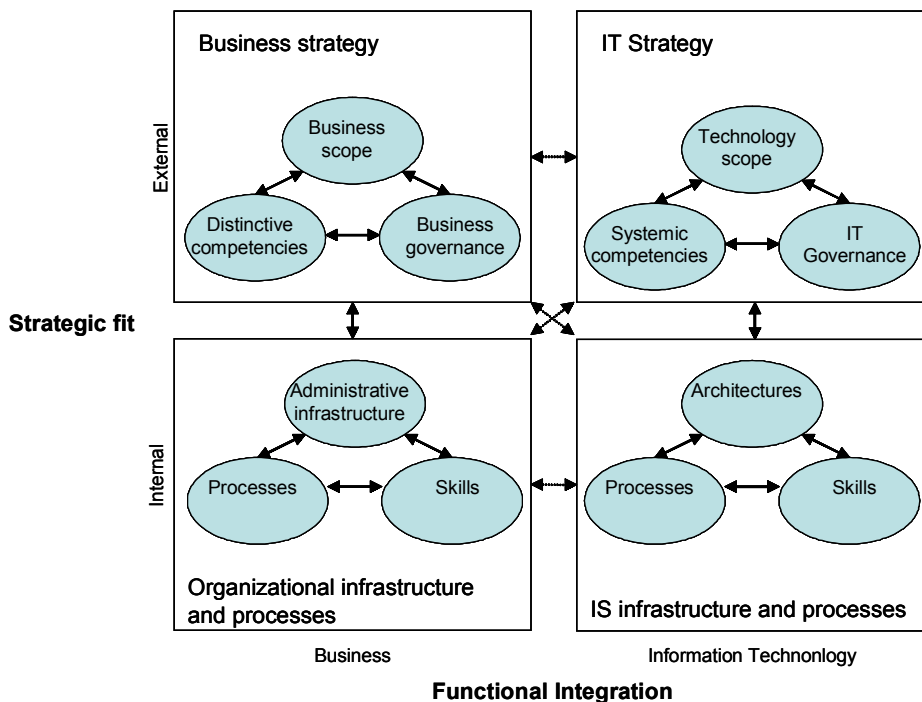 Business strategy
IT Strategy
External
Business
scope
Technology
scope
Distinctive
competencies
Business
governance
Systemic
competencies
IT
Governance
Strategic fit
Internal
Administrative
infrastructure
Architectures
Processes
Skills
Processes
Skills
Organizational infrastructure
and processes
IS infrastructure and processes
Business
Information Technonlogy
Functional Integration